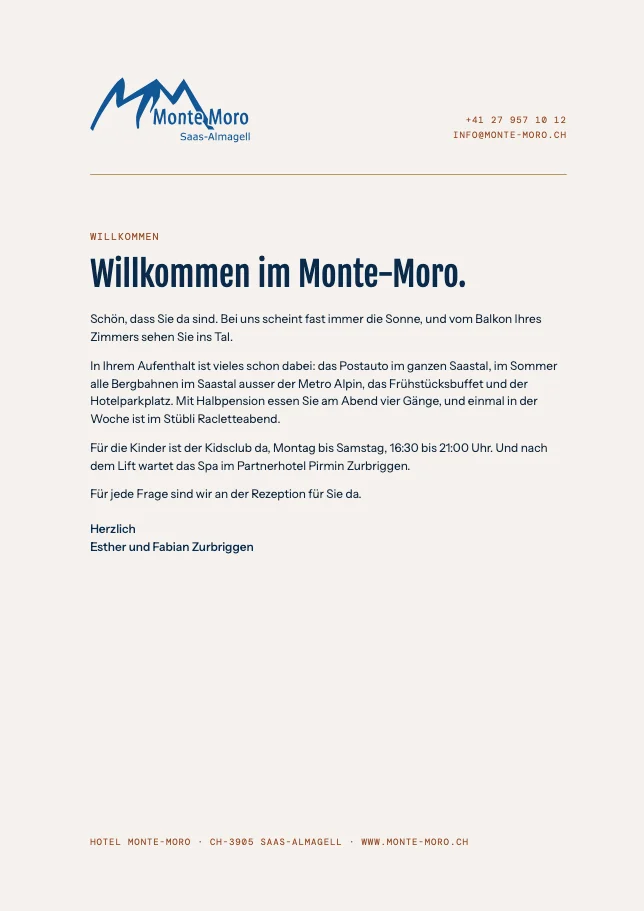 Monte Moro
Saas-Almagell
+41 27 957 10 12
INFO@MONTE-MORO.CH
WILLKOMMEN
Willkommen im Monte-Moro.
Schön, dass Sie da sind. Bei uns scheint fast immer die Sonne, und vom Balkon Ihres
Zimmers sehen Sie ins Tal.
In Ihrem Aufenthalt ist vieles schon dabei: das Postauto im ganzen Saastal, im Sommer
alle Bergbahnen im Saastal ausser der Metro Alpin, das Frühstücksbuffet und der
Hotelparkplatz. Mit Halbpension essen Sie am Abend vier Gänge, und einmal in der
Woche ist im Stübli Racletteabend.
Für die Kinder ist der Kidsclub da, Montag bis Samstag, 16:30 bis 21:00 Uhr. Und nach
dem Lift wartet das Spa im Partnerhotel Pirmin Zurbriggen.
Für jede Frage sind wir an der Rezeption für Sie da.
Herzlich
Esther und Fabian Zurbriggen
HOTEL MONTE-MORO · CH-3905 SAAS-ALMAGELL · WWW.MONTE-MORO.CH